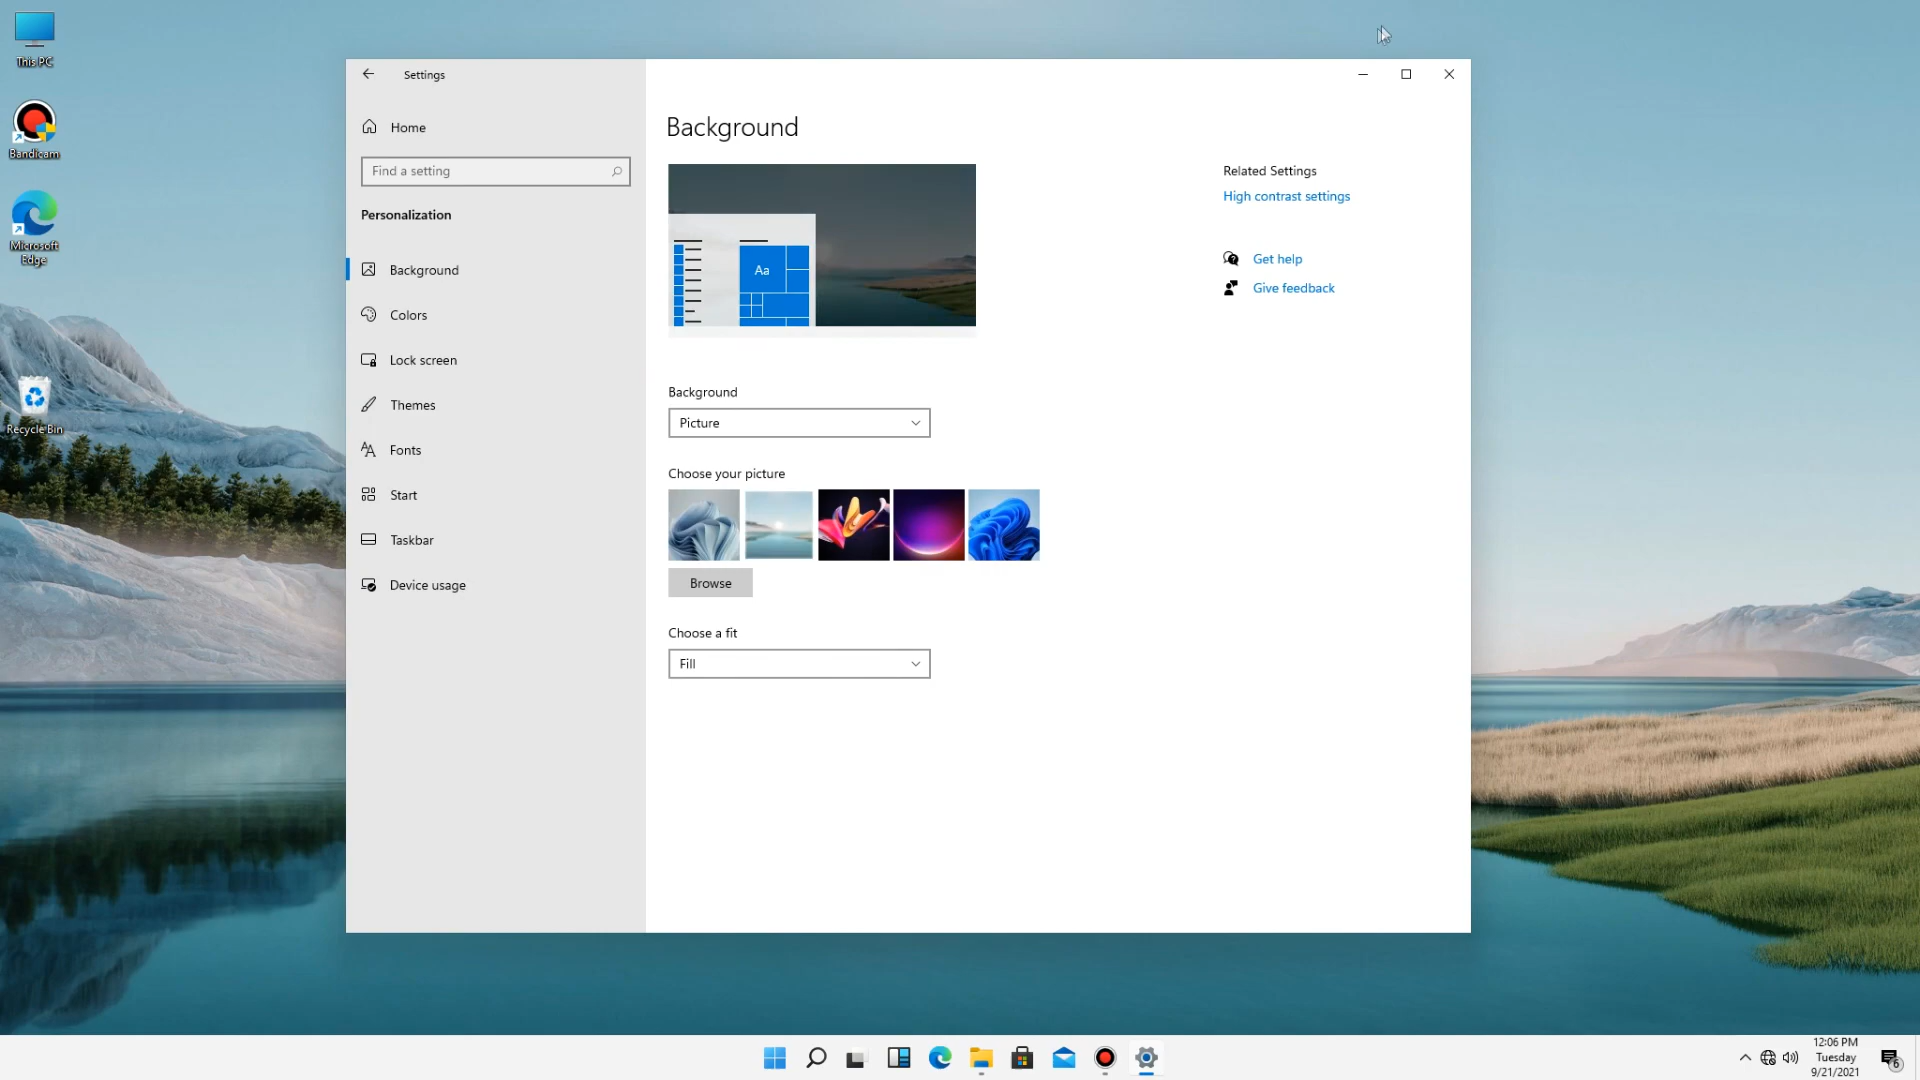 This PC
Bandicam
Microsoft
Edge
Recycle Bin
Settings
Home
Find a setting
Personalization
Background
Colors
Lock screen
Themes
Fonts
Start
Taskbar
Device usage
Background
Aa
Background
Picture
Choose your picture
Browse
Choose a fit
Fill
Related Settings
High contrast settings
Get help
Give feedback
12:06 PM
Tuesday
9/21/2021
6